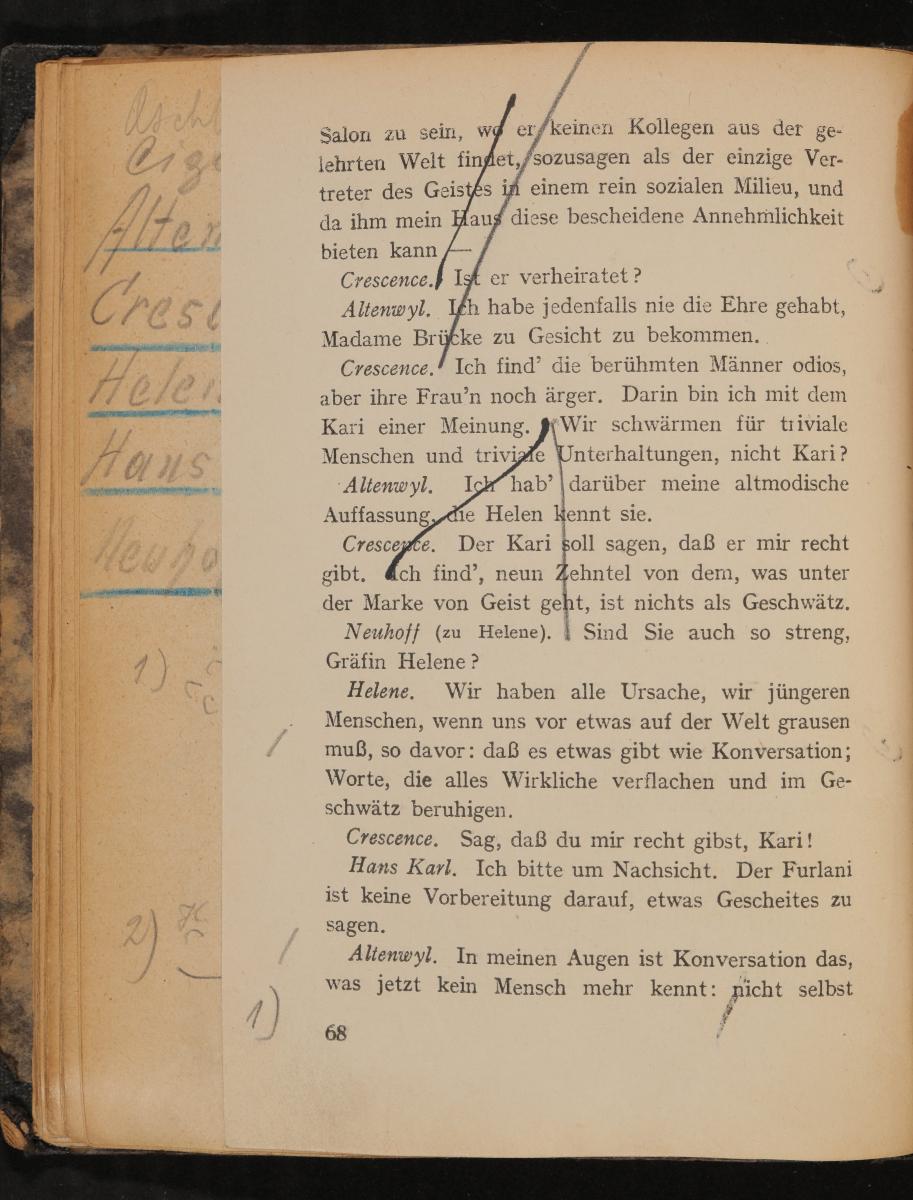 Alten
Cresc
Helen
Hans
Neuho
1)
2)
Salon zu sein, wo er keinen Kollegen aus der ge-
lehrten Welt findet, sozusagen als der einzige Ver-
treter des Geistes in einem rein sozialen Milieu, und
da ihm mein Haus diese bescheidene Annehmlichkeit
bieten kann —
Crescence. Ist er verheiratet?
Altenwyl. Ich habe jedenfalls nie die Ehre gehabt,
Madame Brücke zu Gesicht zu bekommen.
Crescence. Ich find’ die berühmten Männer odios,
aber ihre Frau’n noch ärger. Darin bin ich mit dem
Kari einer Meinung. Wir schwärmen für triviale
Menschen und triviale Unterhaltungen, nicht Kari?
Altenwyl. Ich hab’ darüber meine altmodische
Auffassung, die Helen kennt sie.
Crescence. Der Kari soll sagen, daß er mir recht
gibt. Ich find’, neun Zehntel von dem, was unter
der Marke von Geist geht, ist nichts als Geschwätz.
Neuhoff (zu Helene). Sind Sie auch so streng,
Gräfin Helene?
Helene. Wir haben alle Ursache, wir jüngeren
Menschen, wenn uns vor etwas auf der Welt grausen
muß, so davor: daß es etwas gibt wie Konversation;
Worte, die alles Wirkliche verflachen und im Ge-
schwätz beruhigen.
Crescence. Sag, daß du mir recht gibst, Kari!
Hans Karl. Ich bitte um Nachsicht. Der Furlani
ist keine Vorbereitung darauf, etwas Gescheites zu
sagen.
Altenwyl. In meinen Augen ist Konversation das,
was jetzt kein Mensch mehr kennt: nicht selbst
1)
68